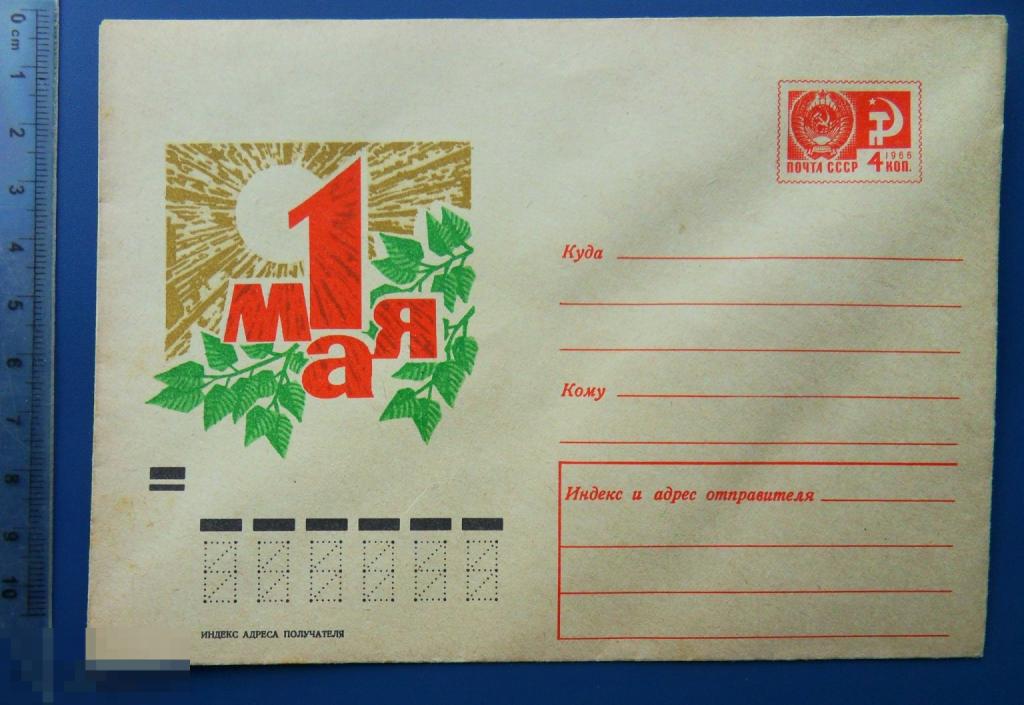 0 cm 1 2 3 4 5 6 7 8 9 10
1
мая
1966
ПОЧТА СССР 4 КОП.
Куда
Кому
Индекс и адрес отправителя
ИНДЕКС АДРЕСА ПОЛУЧАТЕЛЯ